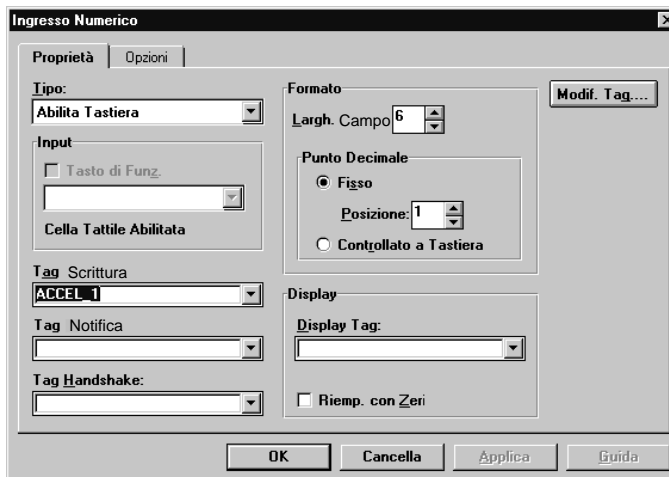 Ingresso Numerico
Proprietà
Opzioni
Tipo:
Abilita Tastiera
Input
Tasto di Funz.
Cella Tattile Abilitata
Tag Scrittura
ACCEL_1
Tag Notifica
Tag Handshake:
Formato
Largh. Campo 6
Punto Decimale
Fisso
Posizione: 1
Controllato a Tastiera
Display
Display Tag:
Riemp. con Zeri
Modif. Tag....
OK
Cancella
Applica
Guida